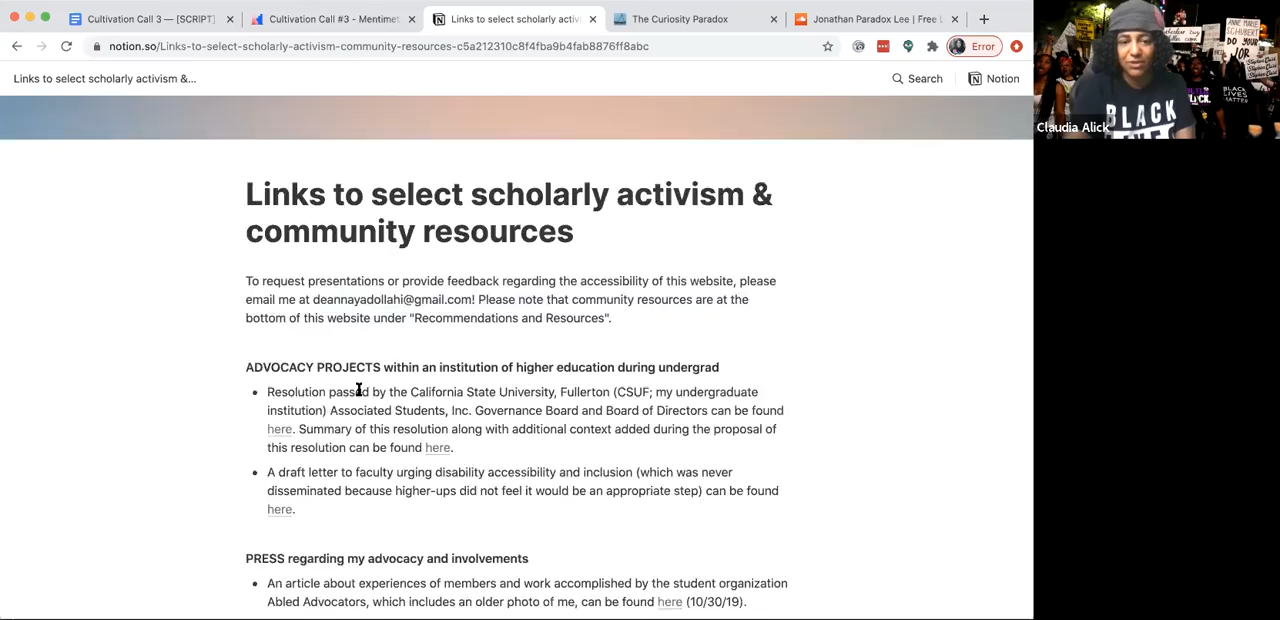 Cultivation Call 3 — [SCRIPT]
Cultivation Call #3 - Mentimet
Links to select scholarly activi
The Curiosity Paradox
Jonathan Paradox Lee | Free L
notion.so/Links-to-select-scholarly-activism-community-resources-c5a212310c8f4fba9b4fab8876ff8abc
Error
Links to select scholarly activism &...
Search
Notion
Links to select scholarly activism &
community resources
To request presentations or provide feedback regarding the accessibility of this website, please
email me at deannayadollahi@gmail.com! Please note that community resources are at the
bottom of this website under "Recommendations and Resources".
ADVOCACY PROJECTS within an institution of higher education during undergrad
Resolution passed by the California State University, Fullerton (CSUF; my undergraduate
institution) Associated Students, Inc. Governance Board and Board of Directors can be found
here. Summary of this resolution along with additional context added during the proposal of
this resolution can be found here.
A draft letter to faculty urging disability accessibility and inclusion (which was never
disseminated because higher-ups did not feel it would be an appropriate step) can be found
here.
PRESS regarding my advocacy and involvements
An article about experiences of members and work accomplished by the student organization
Abled Advocators, which includes an older photo of me, can be found here (10/30/19).
ANNE MARIE
SCHUBERT
DO YOUR
JOB
BLACK
LIVES
MATTER
BLACK
Claudia Alick